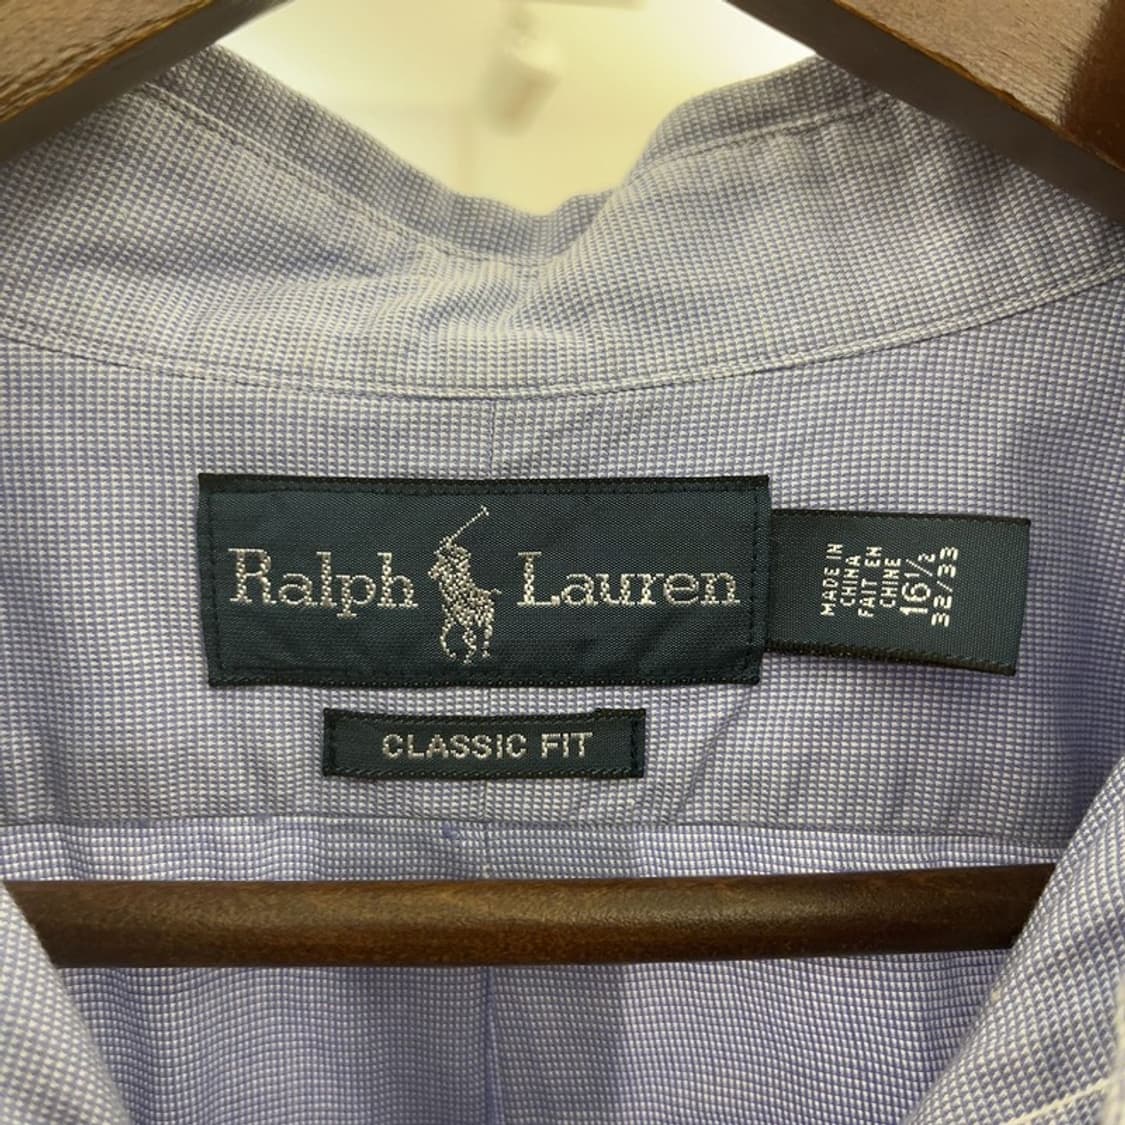 Ralph Lauren
CLASSIC FIT
MADE IN
CHINA
FAIT EN
CHINE
16½
32/33